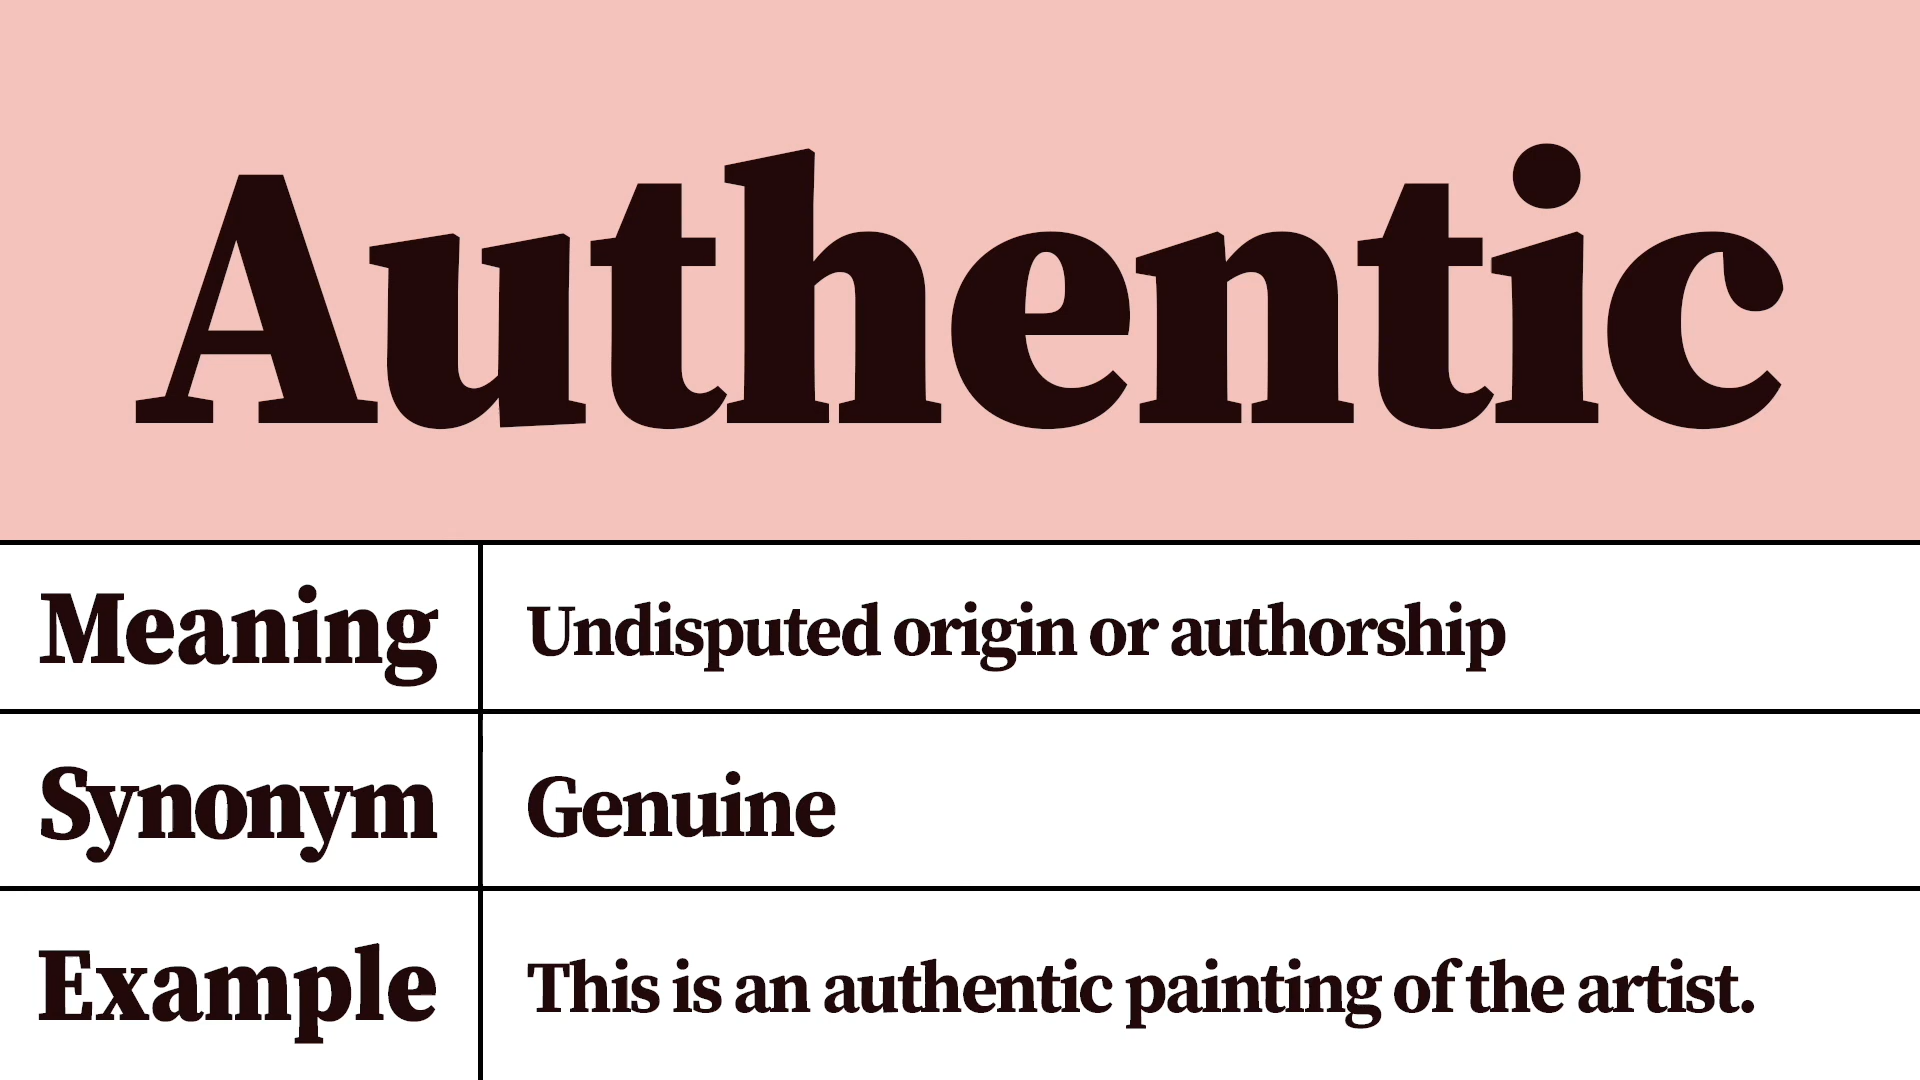 Authentic
Meaning Undisputed origin or authorship
Synonym Genuine
Example This is an authentic painting of the artist.